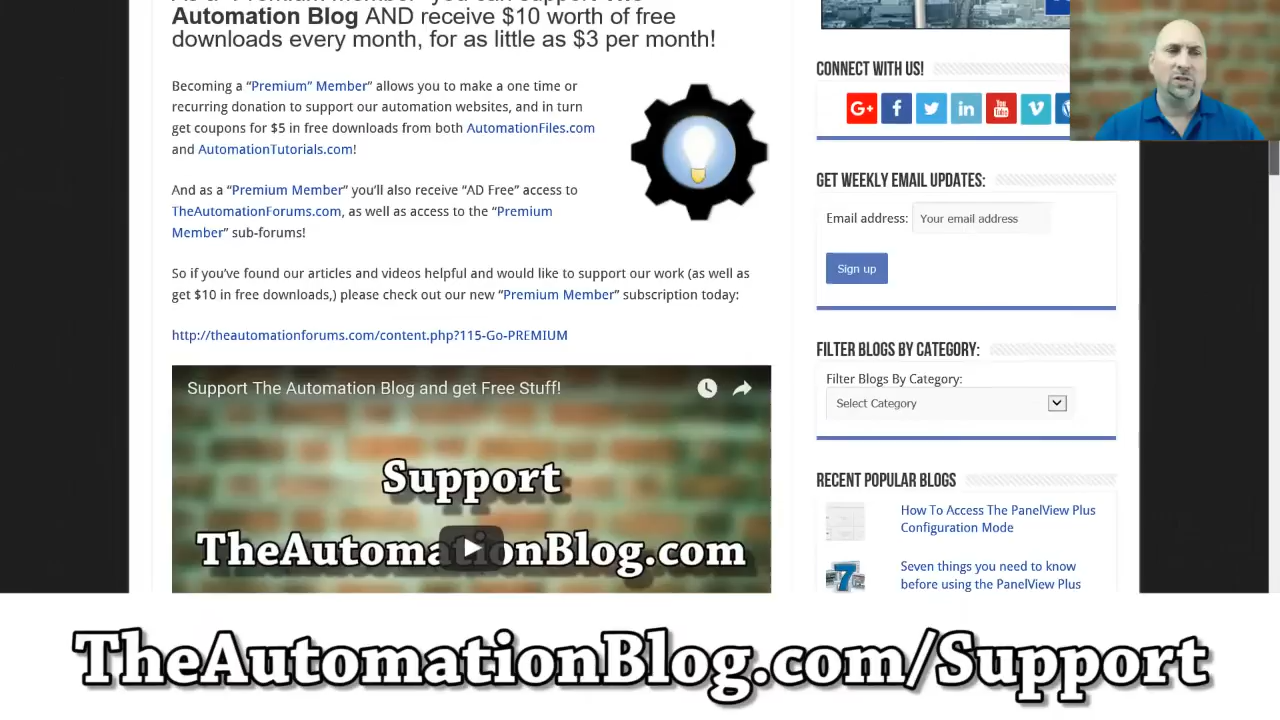 Automation Blog AND receive $10 worth of free
downloads every month, for as little as $3 per month!
Becoming a “Premium” Member” allows you to make a one time or
recurring donation to support our automation websites, and in turn
get coupons for $5 in free downloads from both AutomationFiles.com
and AutomationTutorials.com!
And as a “Premium Member” you’ll also receive “AD Free” access to
TheAutomationForums.com, as well as access to the “Premium
Member” sub-forums!
So if you’ve found our articles and videos helpful and would like to support our work (as well as
get $10 in free downloads,) please check out our new “Premium Member” subscription today:
http://theautomationforums.com/content.php?115-Go-PREMIUM
Support The Automation Blog and get Free Stuff!
Support
TheAutomationBlog.com
CONNECT WITH US!
G+ f in You Tube
GET WEEKLY EMAIL UPDATES:
Email address: Your email address
Sign up
FILTER BLOGS BY CATEGORY:
Filter Blogs By Category:
Select Category
RECENT POPULAR BLOGS
How To Access The PanelView Plus
Configuration Mode
7
Seven things you need to know
before using the PanelView Plus
TheAutomationBlog.com/Support